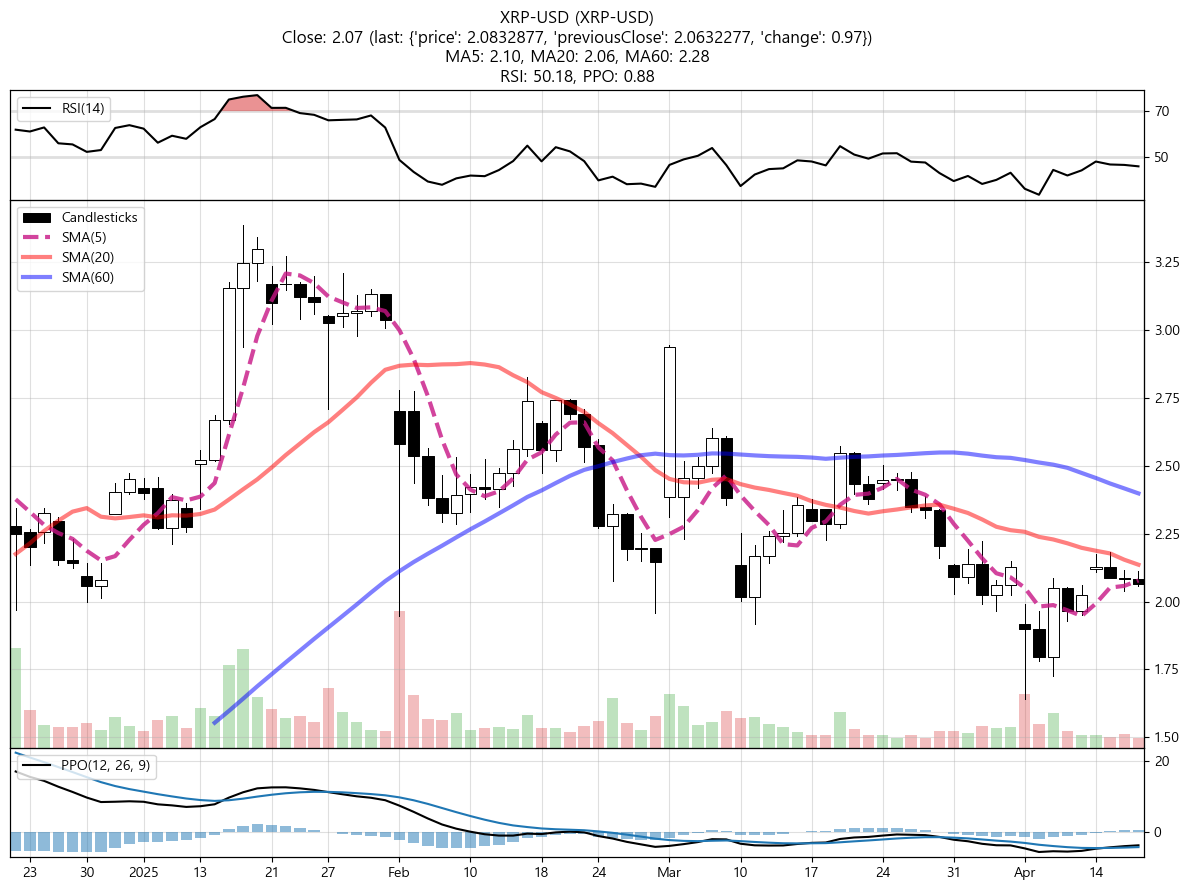 XRP-USD (XRP-USD)
Close: 2.07 (last: {'price': 2.0832877, 'previousClose': 2.0632277, 'change': 0.97})
MA5: 2.10, MA20: 2.06, MA60: 2.28
RSI: 50.18, PPO: 0.88
RSI(14)
70
50
Candlesticks
SMA(5)
SMA(20)
SMA(60)
3.25
3.00
2.75
2.50
2.25
2.00
1.75
1.50
PPO(12, 26, 9)
20
0
23 30 2025 13 21 27 Feb 10 18 24 Mar 10 17 24 31 Apr 14